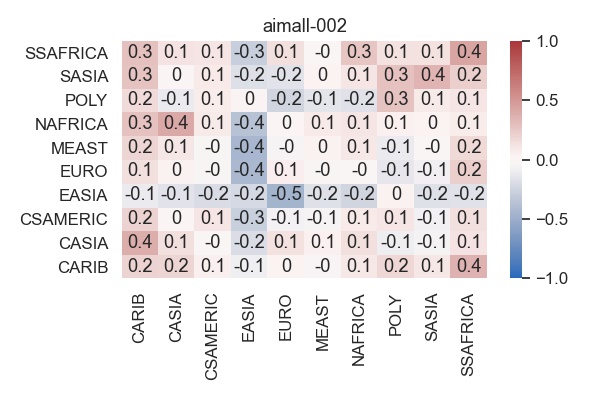 aimall-002
SSAFRICA 0.3 0.1 0.1 -0.3 0.1 -0 0.3 0.1 0.1 0.4
SASIA 0.3 0 0.1 -0.2 -0.2 0 0.1 0.3 0.4 0.2
POLY 0.2 -0.1 0.1 0 -0.2 -0.1 -0.2 0.3 0.1 0.1
NAFRICA 0.3 0.4 0.1 -0.4 0 0.1 0.1 0.1 0 0.1
MEAST 0.2 0.1 -0 -0.4 -0 0 0.1 -0.1 -0 0.2
EURO 0.1 0 -0 -0.4 0.1 -0 -0 -0.1 -0.1 0.2
EASIA -0.1 -0.1 -0.2 -0.2 -0.5 -0.2 -0.2 0 -0.2 -0.2
CSAMERIC 0.2 0 0.1 -0.3 -0.1 -0.1 0.1 0.1 -0.1 0.1
CASIA 0.4 0.1 -0 -0.2 0.1 0.1 0.1 -0.1 -0.1 0.1
CARIB 0.2 0.2 0.1 -0.1 0 -0 0.1 0.2 0.1 0.4
CARIB CASIA CSAMERIC EASIA EURO MEAST NAFRICA POLY SASIA SSAFRICA
1.0
0.5
0.0
−0.5
−1.0